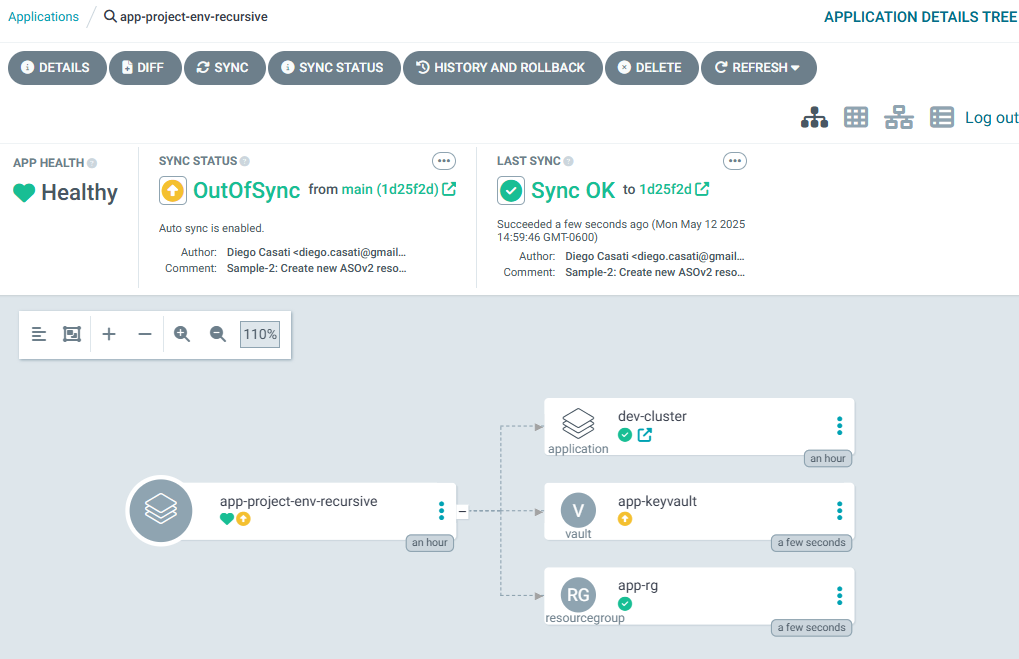 Applications / app-project-env-recursive
APPLICATION DETAILS TREE
DETAILS DIFF SYNC SYNC STATUS HISTORY AND ROLLBACK DELETE REFRESH
Log out
APP HEALTH
Healthy
SYNC STATUS
OutOfSync from main (1d25f2d)
Auto sync is enabled.
Author: Diego Casati <diego.casati@gmail...
Comment: Sample-2: Create new ASOv2 reso...
LAST SYNC
Sync OK to 1d25f2d
Succeeded a few seconds ago (Mon May 12 2025
14:59:46 GMT-0600)
Author: Diego Casati <diego.casati@gmail...
Comment: Sample-2: Create new ASOv2 reso...
110%
app-project-env-recursive
an hour
dev-cluster
application
an hour
V
app-keyvault
vault
a few seconds
RG
app-rg
resourcegroup
a few seconds